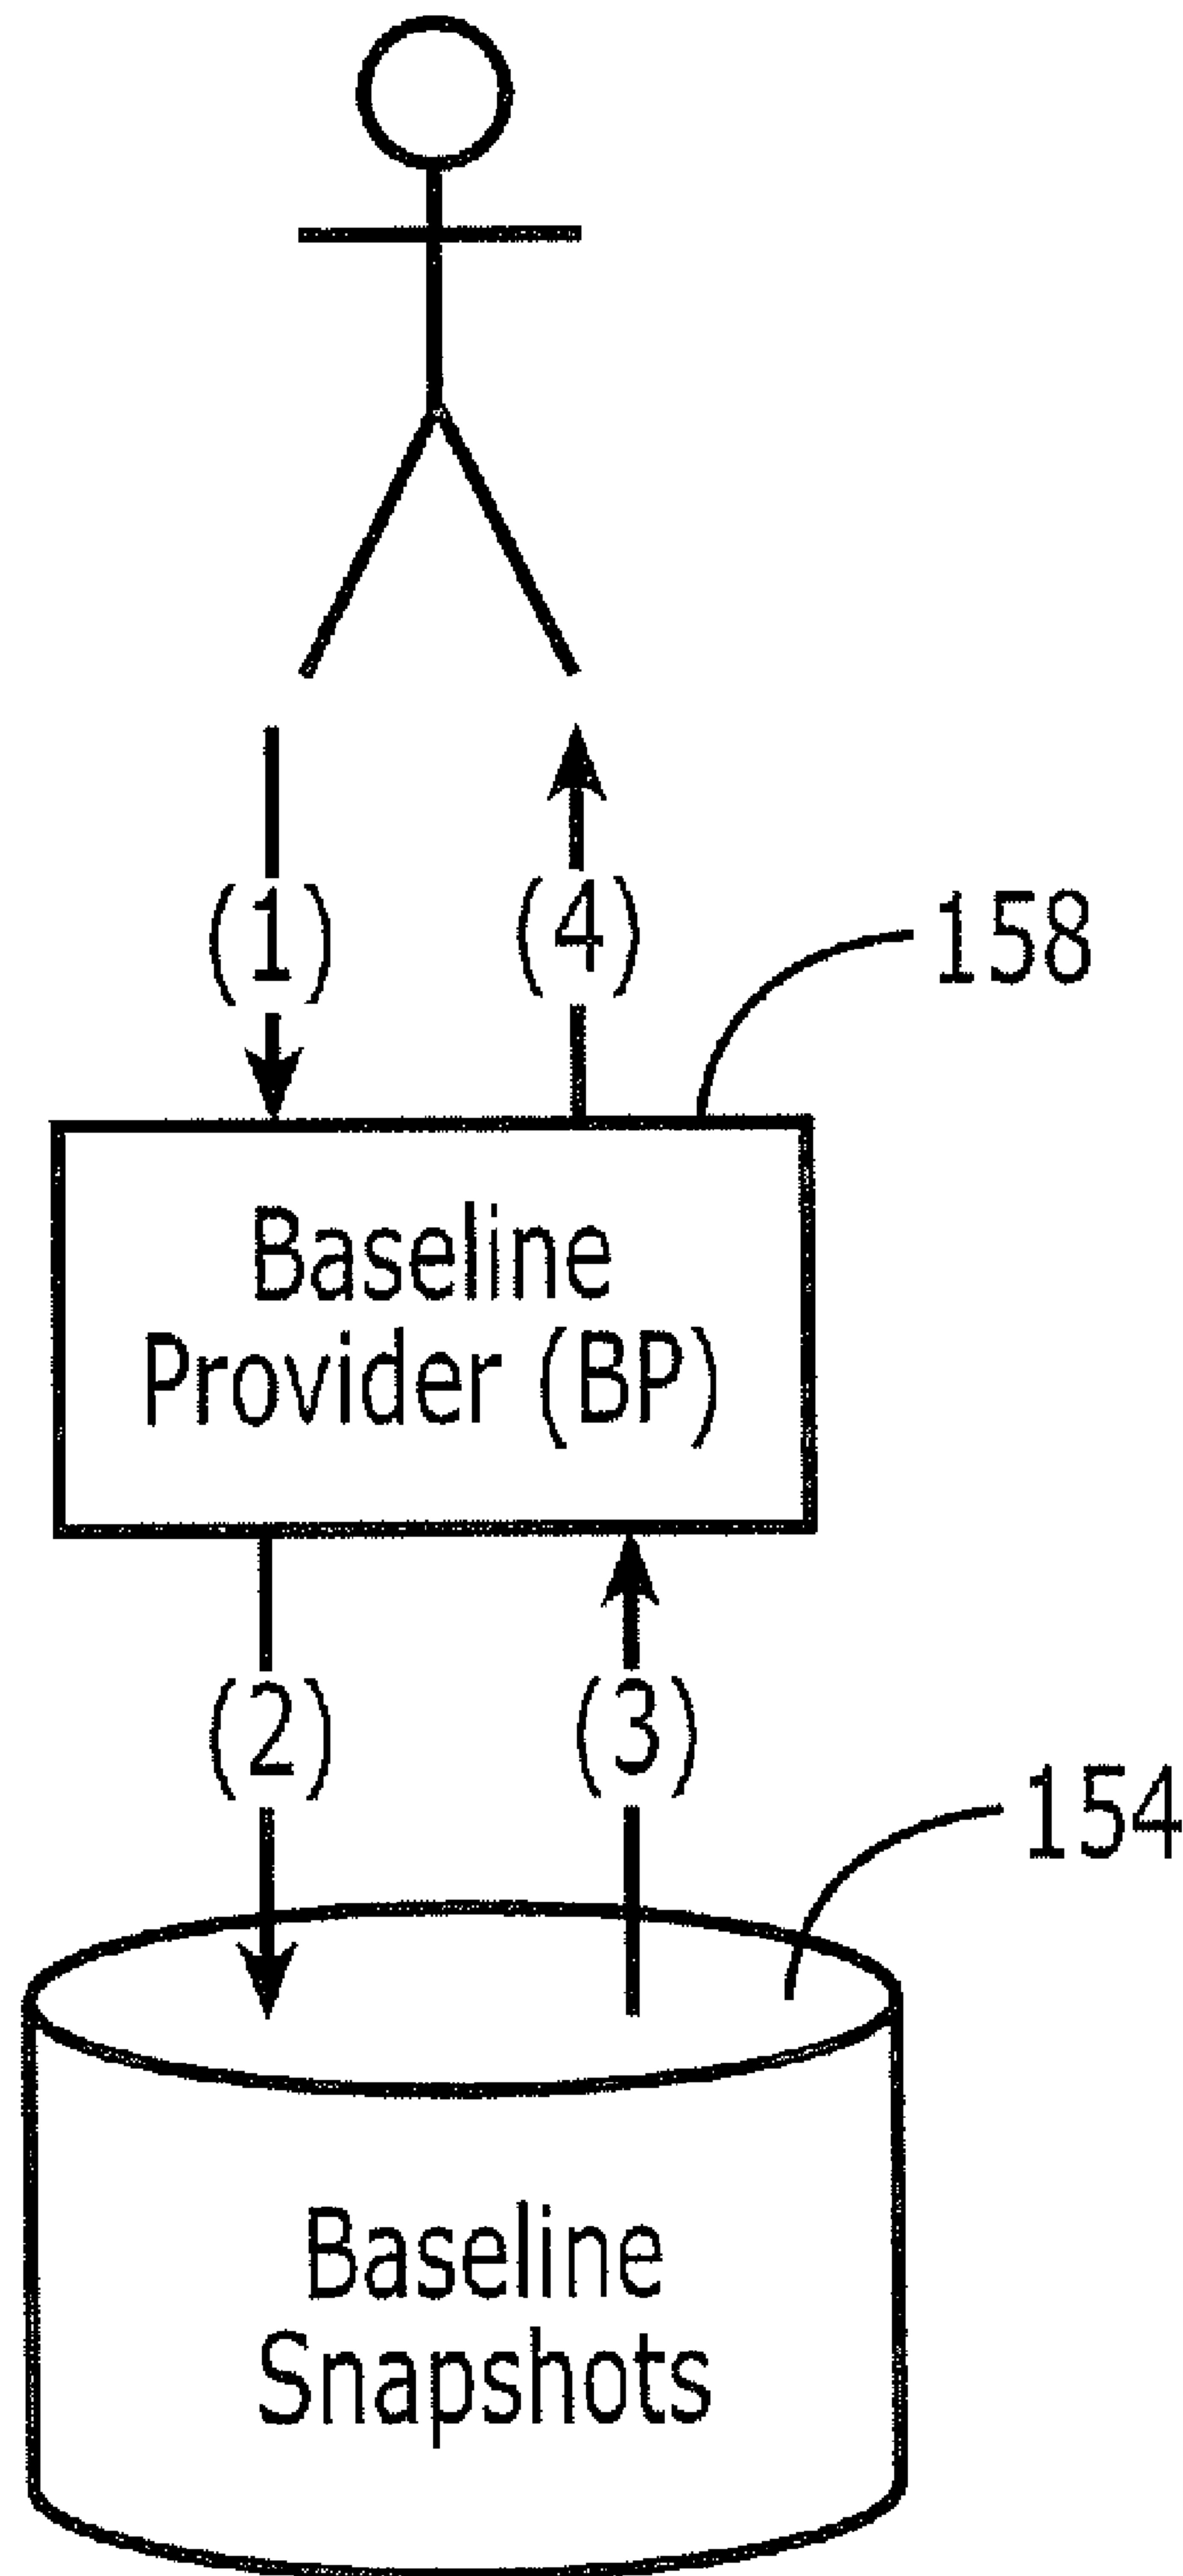 (1)
(4)
158
Baseline
Provider (BP)
(2)
(3)
154
Baseline
Snapshots